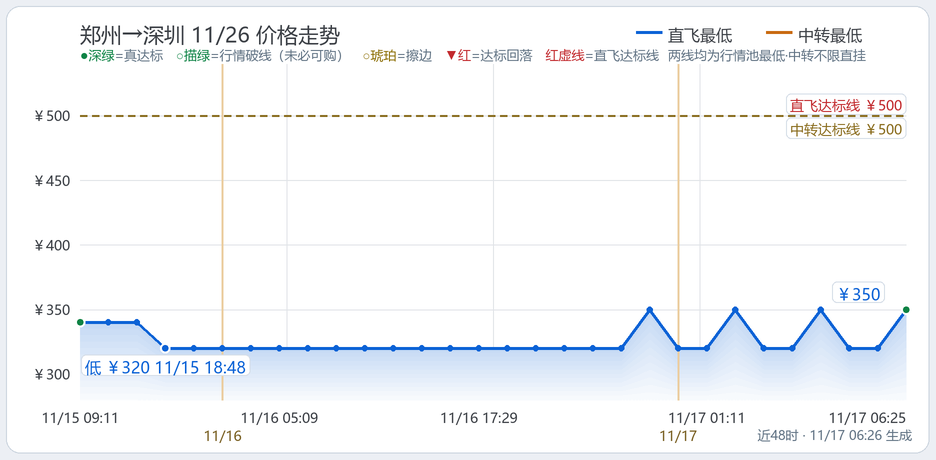 郑州→深圳 11/26 价格走势
直飞最低 中转最低
●深绿=真达标 ○描绿=行情破线（未必可购） ○琥珀=擦边 ▼红=达标回落 红虚线=直飞达标线 两线均为行情池最低·中转不限直挂
¥500
直飞达标线 ¥500
中转达标线 ¥500
¥450
¥400
¥350
¥350
¥300
低 ¥320 11/15 18:48
11/15 09:11 11/16 05:09 11/16 17:29 11/17 01:11 11/17 06:25
11/16 11/17
近48时 · 11/17 06:26 生成